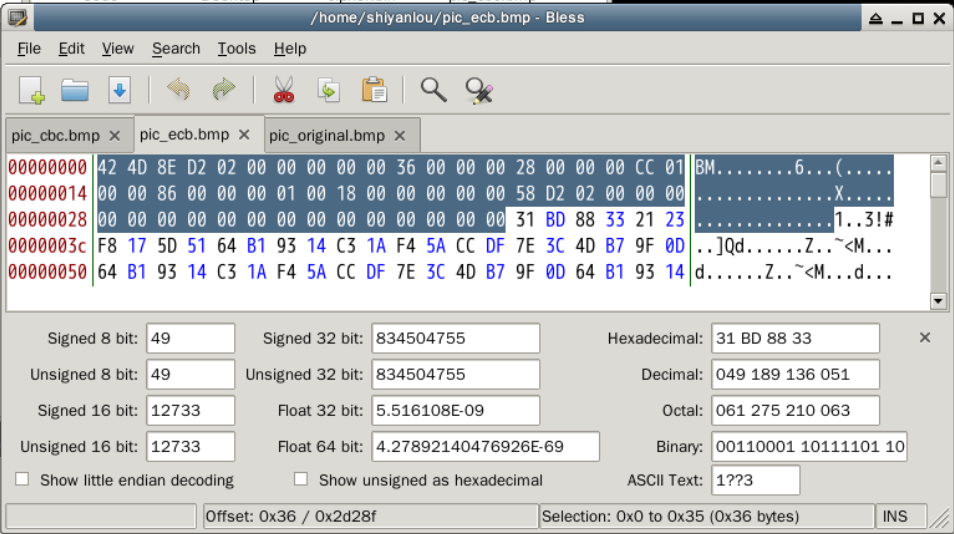 /home/shiyanlou/pic_ecb.bmp - Bless
File Edit View Search Tools Help
pic_cbc.bmp × pic_ecb.bmp × pic_original.bmp ×
00000000 42 4D 8E D2 02 00 00 00 00 00 36 00 00 00 28 00 00 00 CC 01 BM........6...(.....
00000014 00 00 86 00 00 00 01 00 18 00 00 00 00 00 58 D2 02 00 00 00 ..............X.....
00000028 00 00 00 00 00 00 00 00 00 00 00 00 00 00 31 BD 88 33 21 23 ..............1..3!#
0000003c F8 17 5D 51 64 B1 93 14 C3 1A F4 5A CC DF 7E 3C 4D B7 9F 0D ..]Qd......Z..~<M...
00000050 64 B1 93 14 C3 1A F4 5A CC DF 7E 3C 4D B7 9F 0D 64 B1 93 14 d......Z..~<M...d...
Signed 8 bit: 49 Signed 32 bit: 834504755 Hexadecimal: 31 BD 88 33 ×
Unsigned 8 bit: 49 Unsigned 32 bit: 834504755 Decimal: 049 189 136 051
Signed 16 bit: 12733 Float 32 bit: 5.516108E-09 Octal: 061 275 210 063
Unsigned 16 bit: 12733 Float 64 bit: 4.27892140476926E-69 Binary: 00110001 10111101 10
Show little endian decoding Show unsigned as hexadecimal ASCII Text: 1??3
Offset: 0x36 / 0x2d28f Selection: 0x0 to 0x35 (0x36 bytes) INS